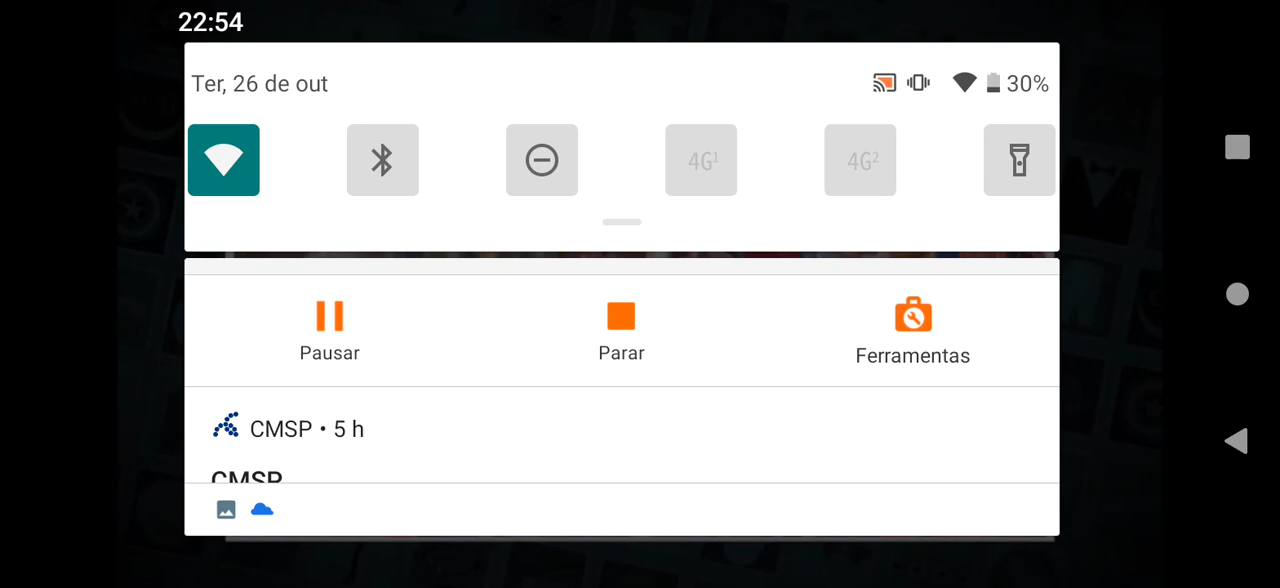 22:54
Ter, 26 de out
30%
4G¹
4G²
Pausar
Parar
Ferramentas
CMSP • 5 h
CMSP